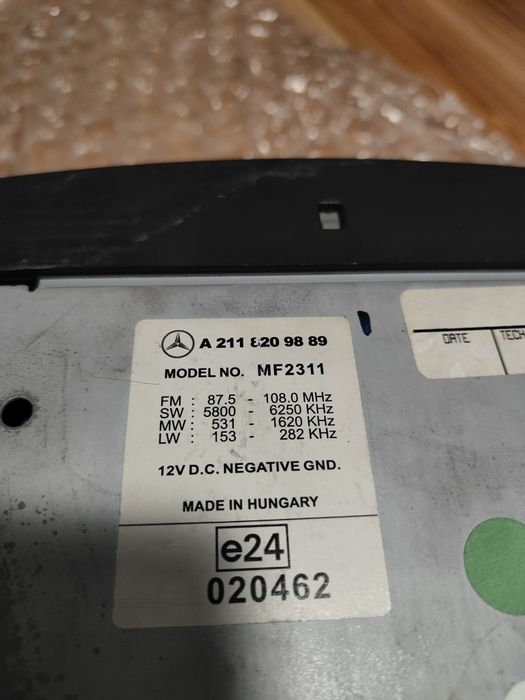 A 211 820 98 89
MODEL NO. MF2311
FM : 87.5 - 108.0 MHz
SW : 5800 - 6250 KHz
MW : 531 - 1620 KHz
LW : 153 - 282 KHz
12V D.C. NEGATIVE GND.
MADE IN HUNGARY
e24
020462
DATE
TECH